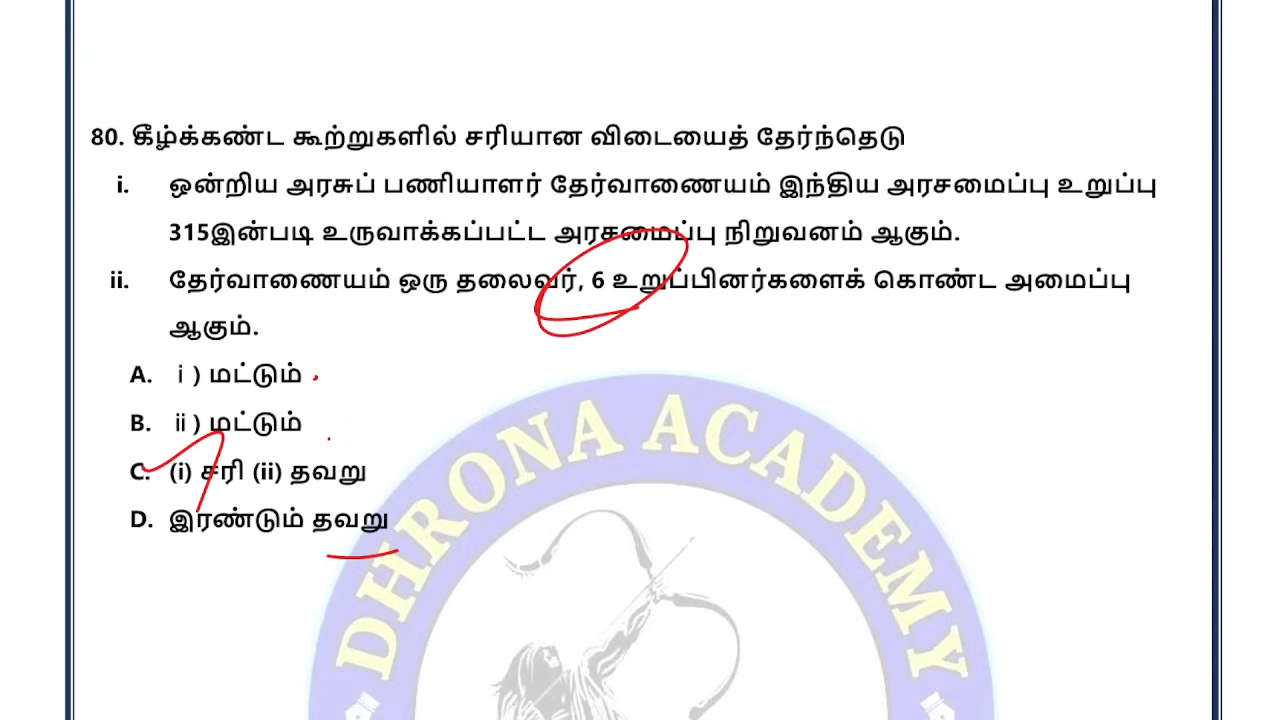 80. கீழ்க்கண்ட கூற்றுகளில் சரியான விடையைத் தேர்ந்தெடு
i. ஒன்றிய அரசுப் பணியாளர் தேர்வாணையம் இந்திய அரசமைப்பு உறுப்பு
315இன்படி உருவாக்கப்பட்ட அரசமைப்பு நிறுவனம் ஆகும்.
ii. தேர்வாணையம் ஒரு தலைவர், 6 உறுப்பினர்களைக் கொண்ட அமைப்பு
ஆகும்.
A. i ) மட்டும்
B. ii ) மட்டும்
C. (i) சரி (ii) தவறு
D. இரண்டும் தவறு
DHRONA ACADEMY